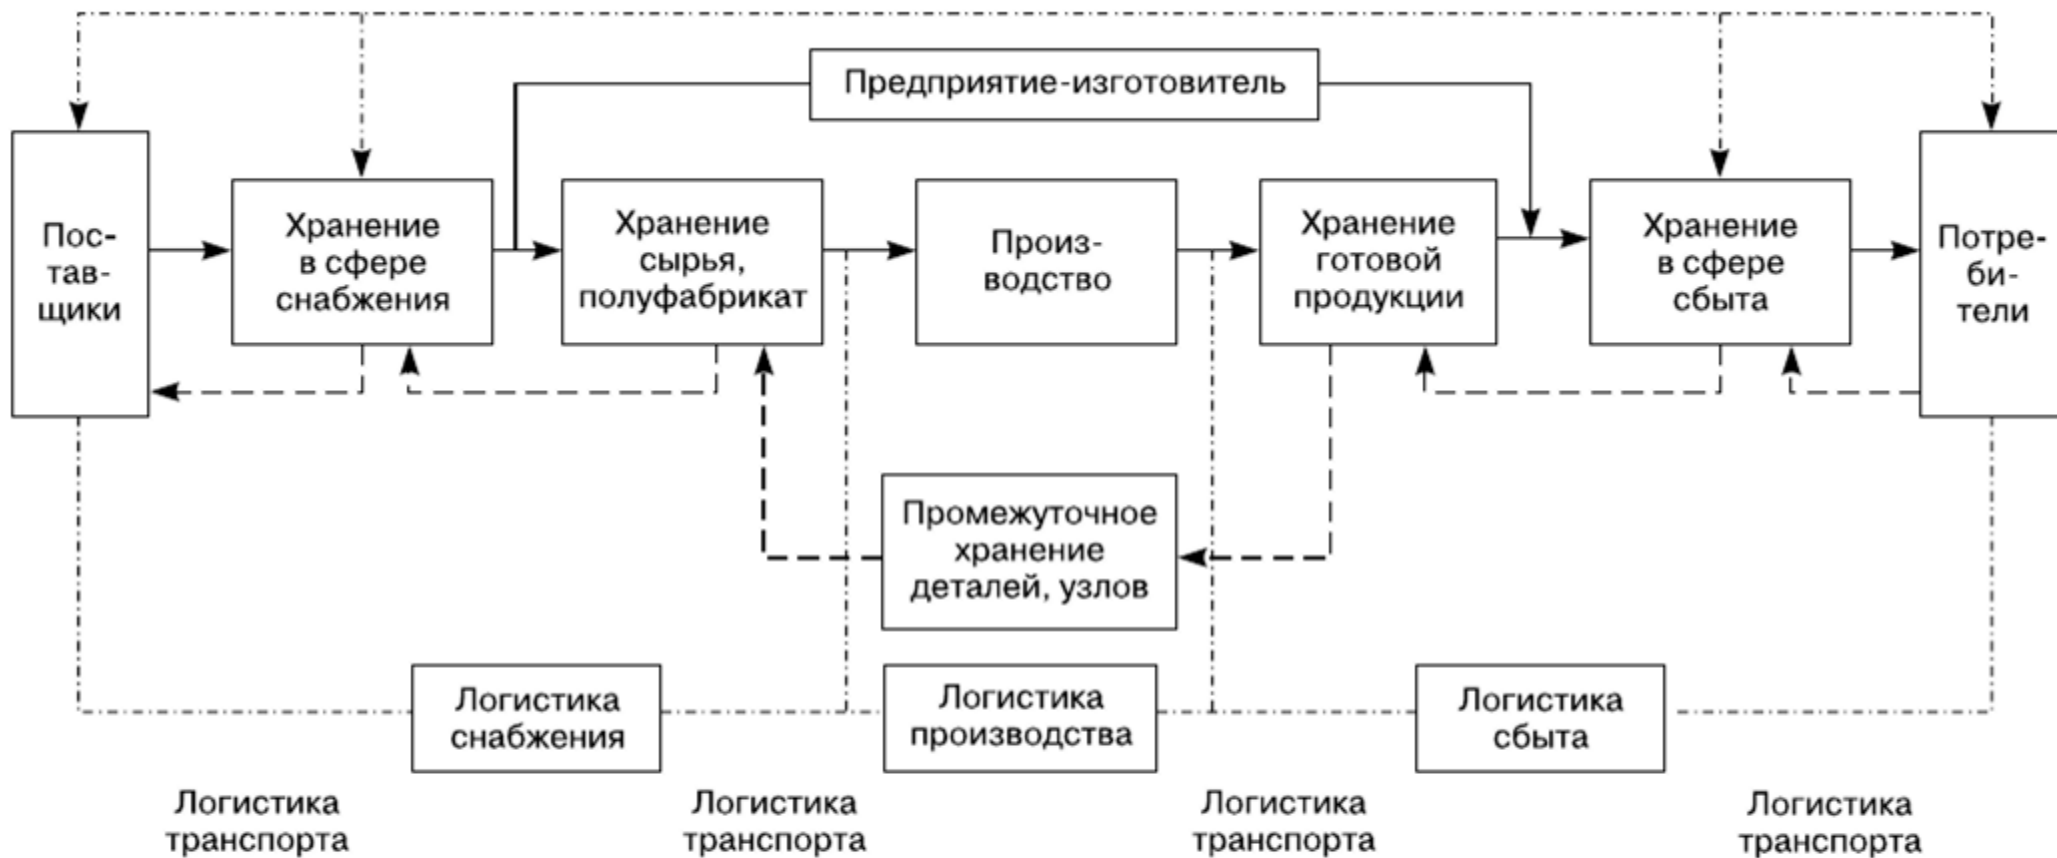 Предприятие-изготовитель
Пос-
тав-
щики
Хранение
в сфере
снабжения
Хранение
сырья,
полуфабрикат
Произ-
водство
Хранение
готовой
продукции
Хранение
в сфере
сбыта
Потре-
би-
тели
Промежуточное
хранение
деталей, узлов
Логистика
снабжения
Логистика
производства
Логистика
сбыта
Логистика
транспорта
Логистика
транспорта
Логистика
транспорта
Логистика
транспорта